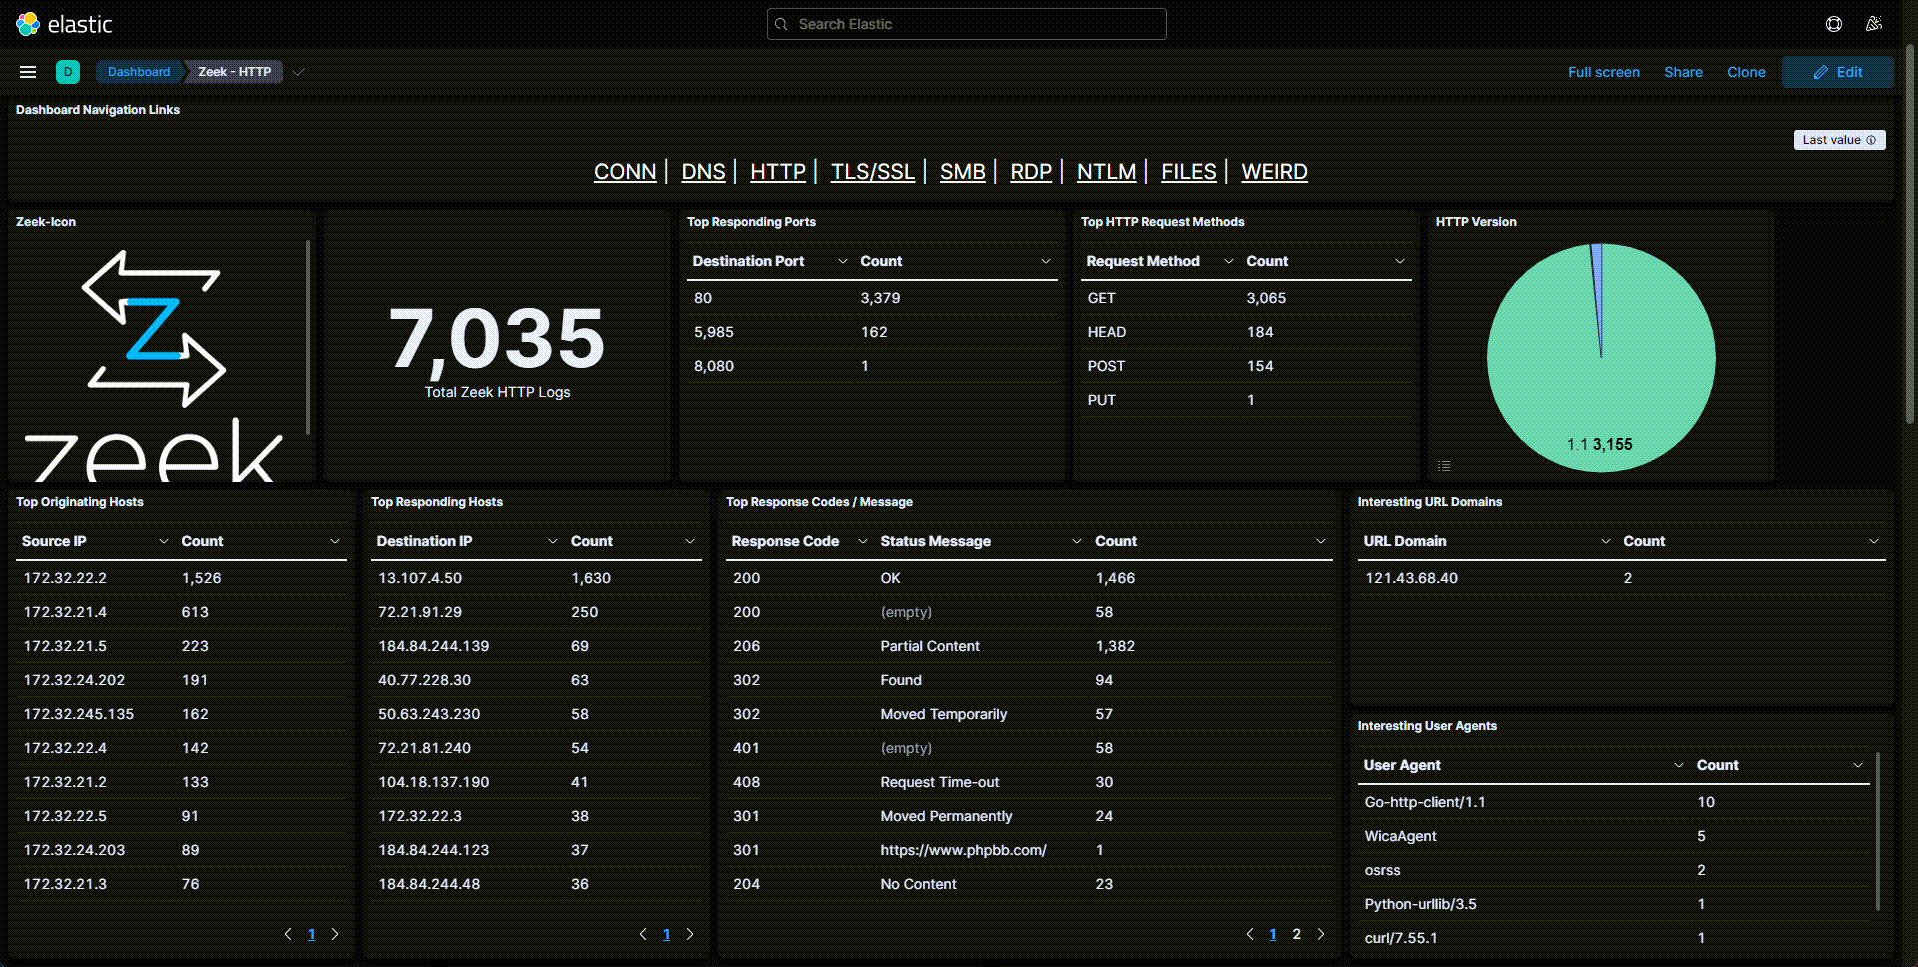 elastic
Search Elastic
D
Dashboard
Zeek - HTTP
Full screen
Share
Clone
Edit
Dashboard Navigation Links
Last value
CONN | DNS | HTTP | TLS/SSL | SMB | RDP | NTLM | FILES | WEIRD
Zeek-Icon
Z
zeek
7,035
Total Zeek HTTP Logs
Top Responding Ports
Destination Port Count
80 3,379
5,985 162
8,080 1
Top HTTP Request Methods
Request Method Count
GET 3,065
HEAD 184
POST 154
PUT 1
HTTP Version
1.1 3,155
Top Originating Hosts
Source IP Count
172.32.22.2 1,526
172.32.21.4 613
172.32.21.5 223
172.32.24.202 191
172.32.245.135 162
172.32.22.4 142
172.32.21.2 133
172.32.22.5 91
172.32.24.203 89
172.32.21.3 76
1
Top Responding Hosts
Destination IP Count
13.107.4.50 1,630
72.21.91.29 250
184.84.244.139 69
40.77.228.30 63
50.63.243.230 58
72.21.81.240 54
104.18.137.190 41
172.32.22.3 38
184.84.244.123 37
184.84.244.48 36
1
Top Response Codes / Message
Response Code Status Message Count
200 OK 1,466
200 (empty) 58
206 Partial Content 1,382
302 Found 94
302 Moved Temporarily 57
401 (empty) 58
408 Request Time-out 30
301 Moved Permanently 24
301 https://www.phpbb.com/ 1
204 No Content 23
1 2
Interesting URL Domains
URL Domain Count
121.43.68.40 2
Interesting User Agents
User Agent Count
Go-http-client/1.1 10
WicaAgent 5
osrss 2
Python-urllib/3.5 1
curl/7.55.1 1